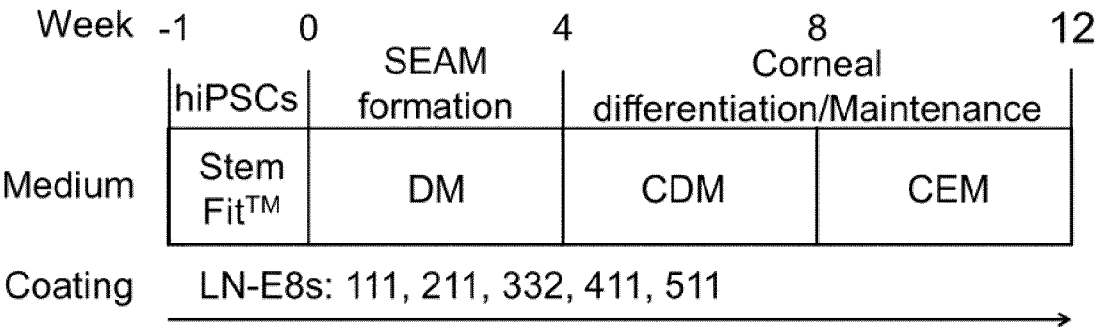 Week -1 0 4 8 12
hiPSCs
SEAM
formation
Corneal
differentiation/Maintenance
Medium
Stem
Fit™
DM
CDM
CEM
Coating LN-E8s: 111, 211, 332, 411, 511